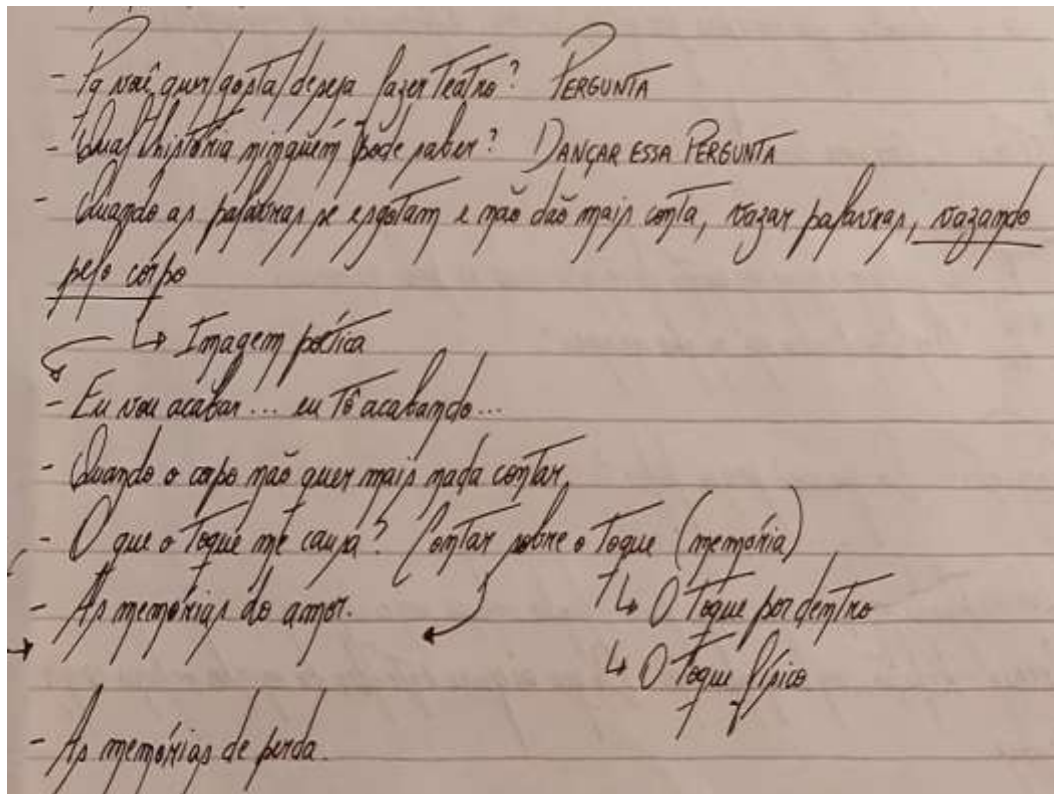 - Pq você quer/gosta/deseja fazer teatro? PERGUNTA
- Qual história ninguém pode saber? DANÇAR ESSA PERGUNTA
- Quando as palavras se esgotam e não dão mais conta, vazar palavras, vazando
pelo corpo
↳ Imagem poética
- Eu vou acabar... eu tô acabando...
- Quando o corpo não quer mais nada contar.
- O que o toque me causa? Contar sobre o toque (memória)
- As memórias do amor. ↳ O toque por dentro
↳ O toque físico
- As memórias de perda.